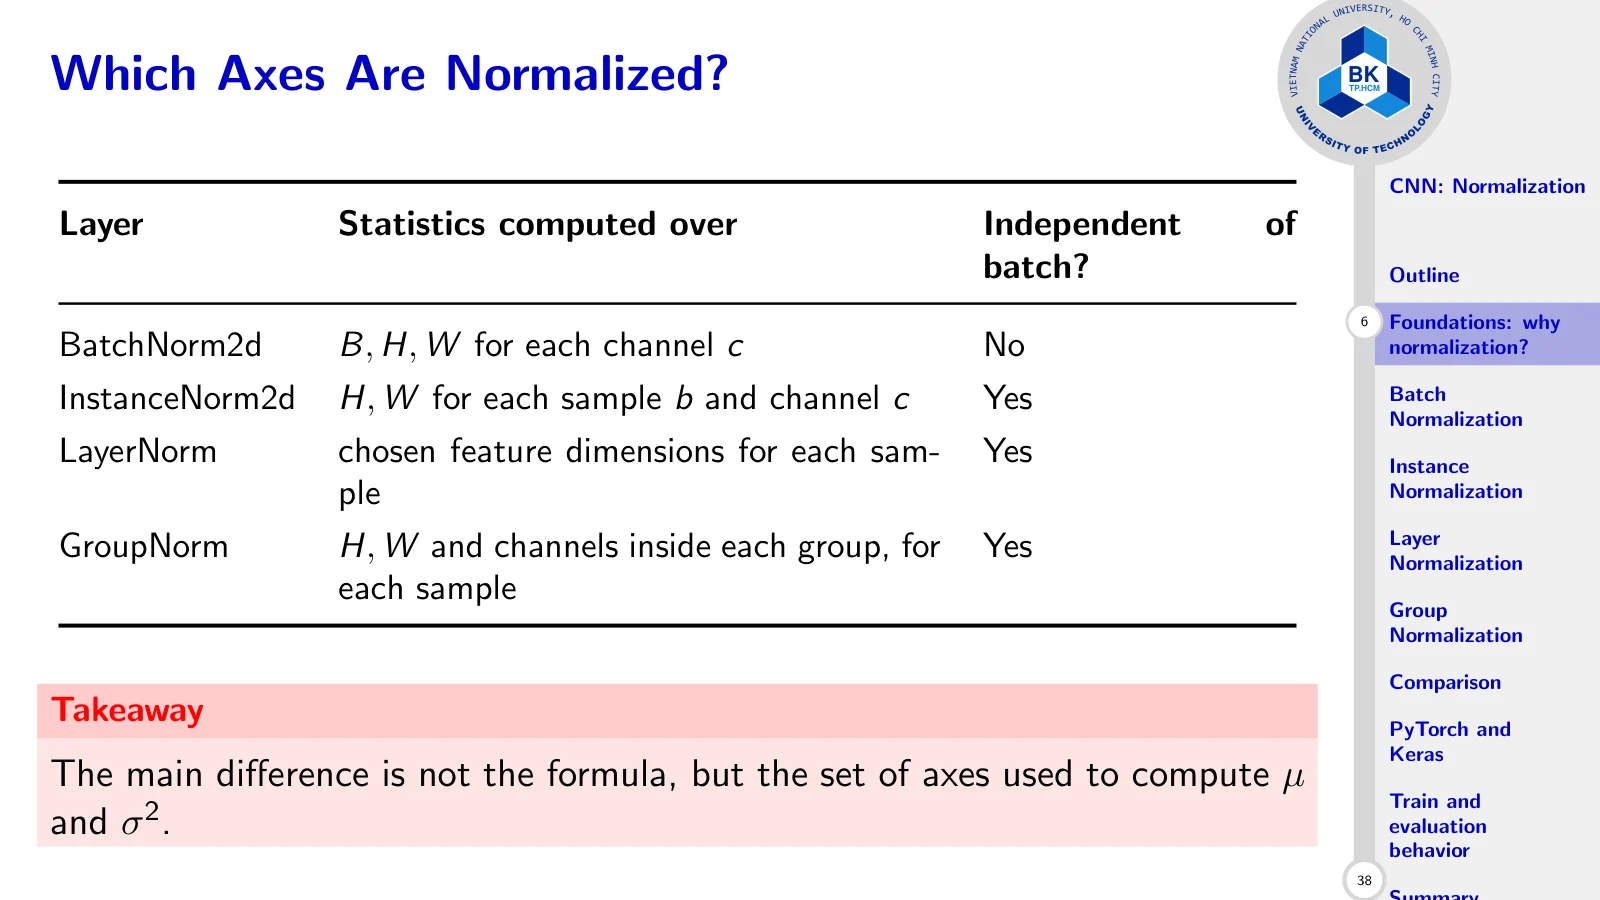 Which Axes Are Normalized?
VIETNAM NATIONAL UNIVERSITY, HO CHI MINH CITY
BK
TP.HCM
UNIVERSITY OF TECHNOLOGY
Layer Statistics computed over Independent of
batch?
BatchNorm2d B, H, W for each channel c No
InstanceNorm2d H, W for each sample b and channel c Yes
LayerNorm chosen feature dimensions for each sam-
ple Yes
GroupNorm H, W and channels inside each group, for
each sample Yes
Takeaway
The main difference is not the formula, but the set of axes used to compute μ
and σ².
CNN: Normalization
Outline
6
Foundations: why
normalization?
Batch
Normalization
Instance
Normalization
Layer
Normalization
Group
Normalization
Comparison
PyTorch and
Keras
Train and
evaluation
behavior
Summary
38